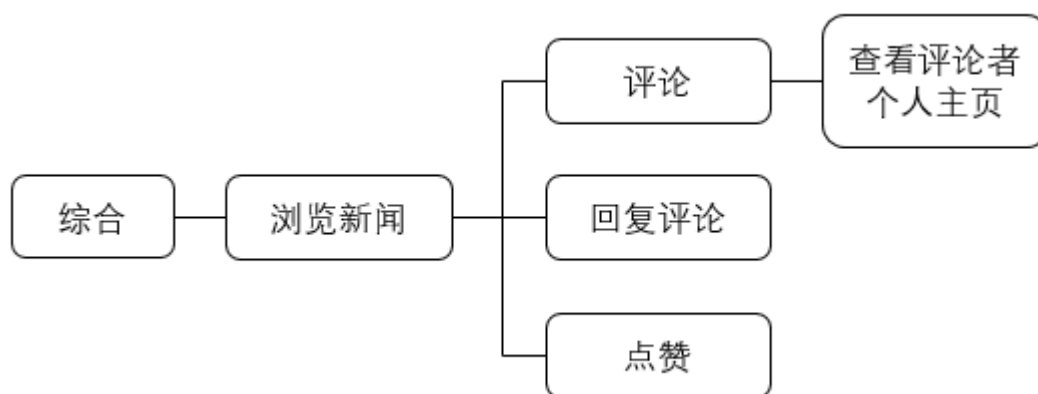 评论
查看评论者
个人主页
综合
浏览新闻
回复评论
点赞